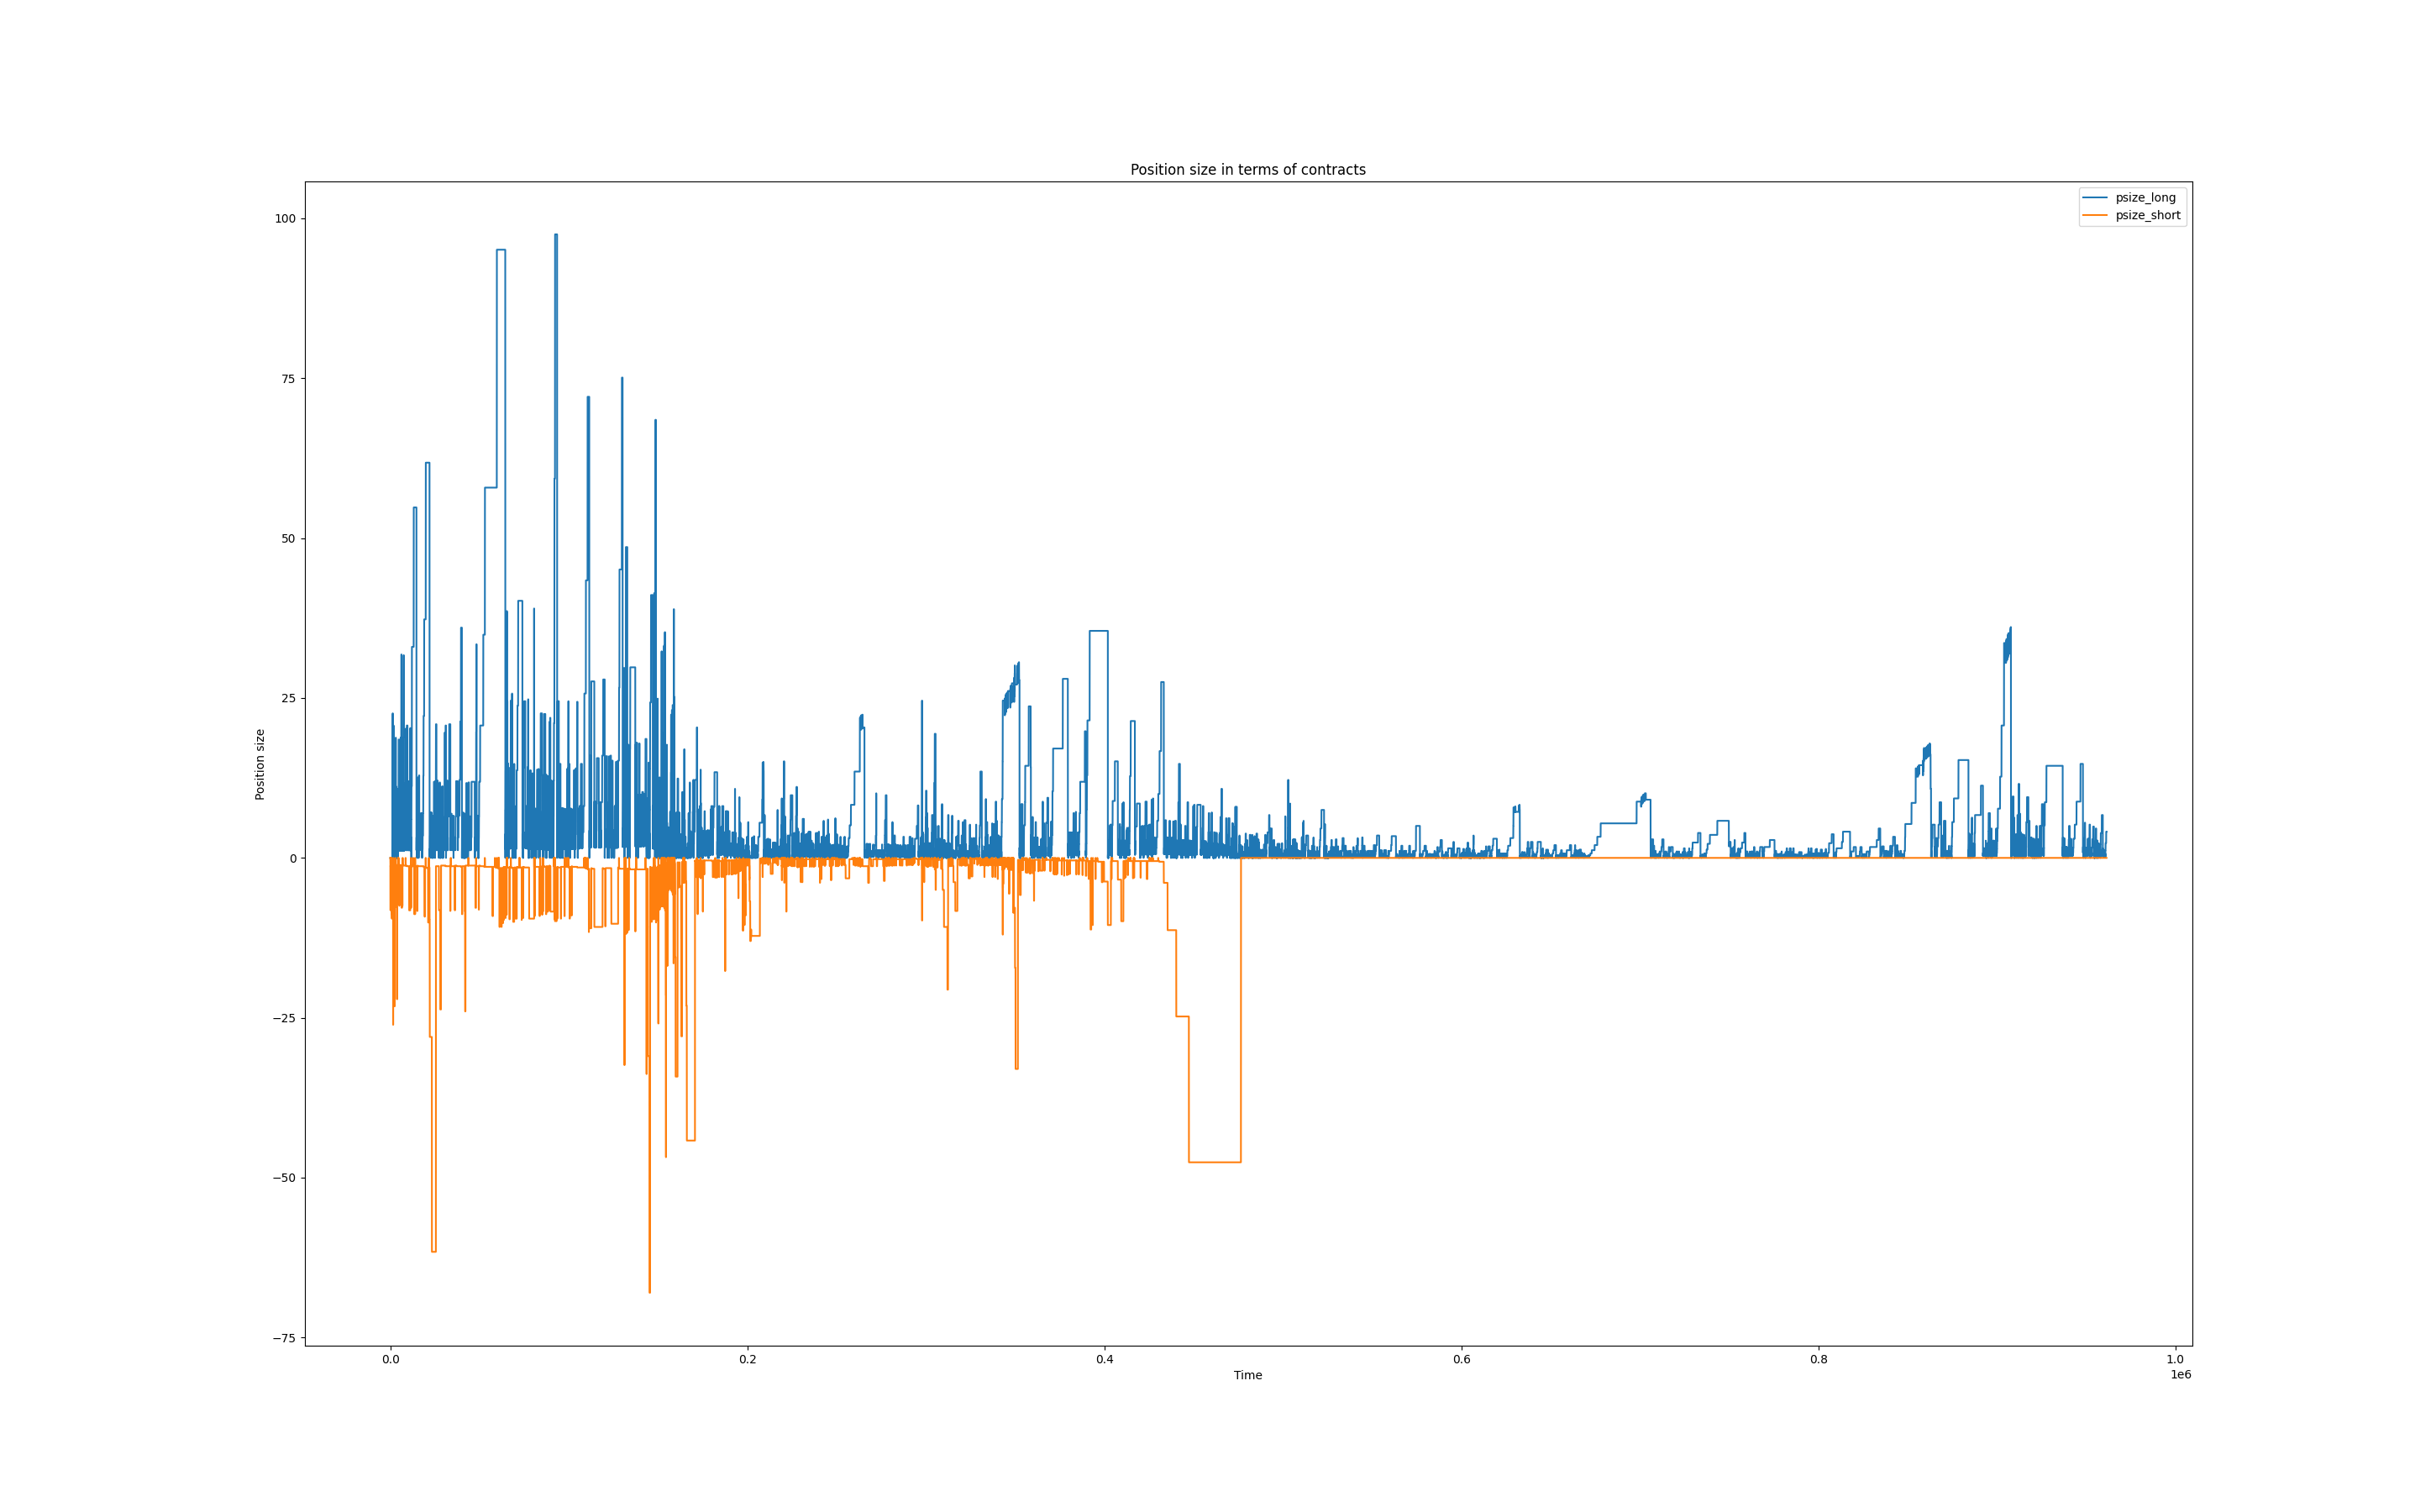 Position size in terms of contracts
psize_long
psize_short
100
75
50
25
0
−25
−50
−75
Position size
0.0
0.2
0.4
0.6
0.8
1.0
Time
1e6